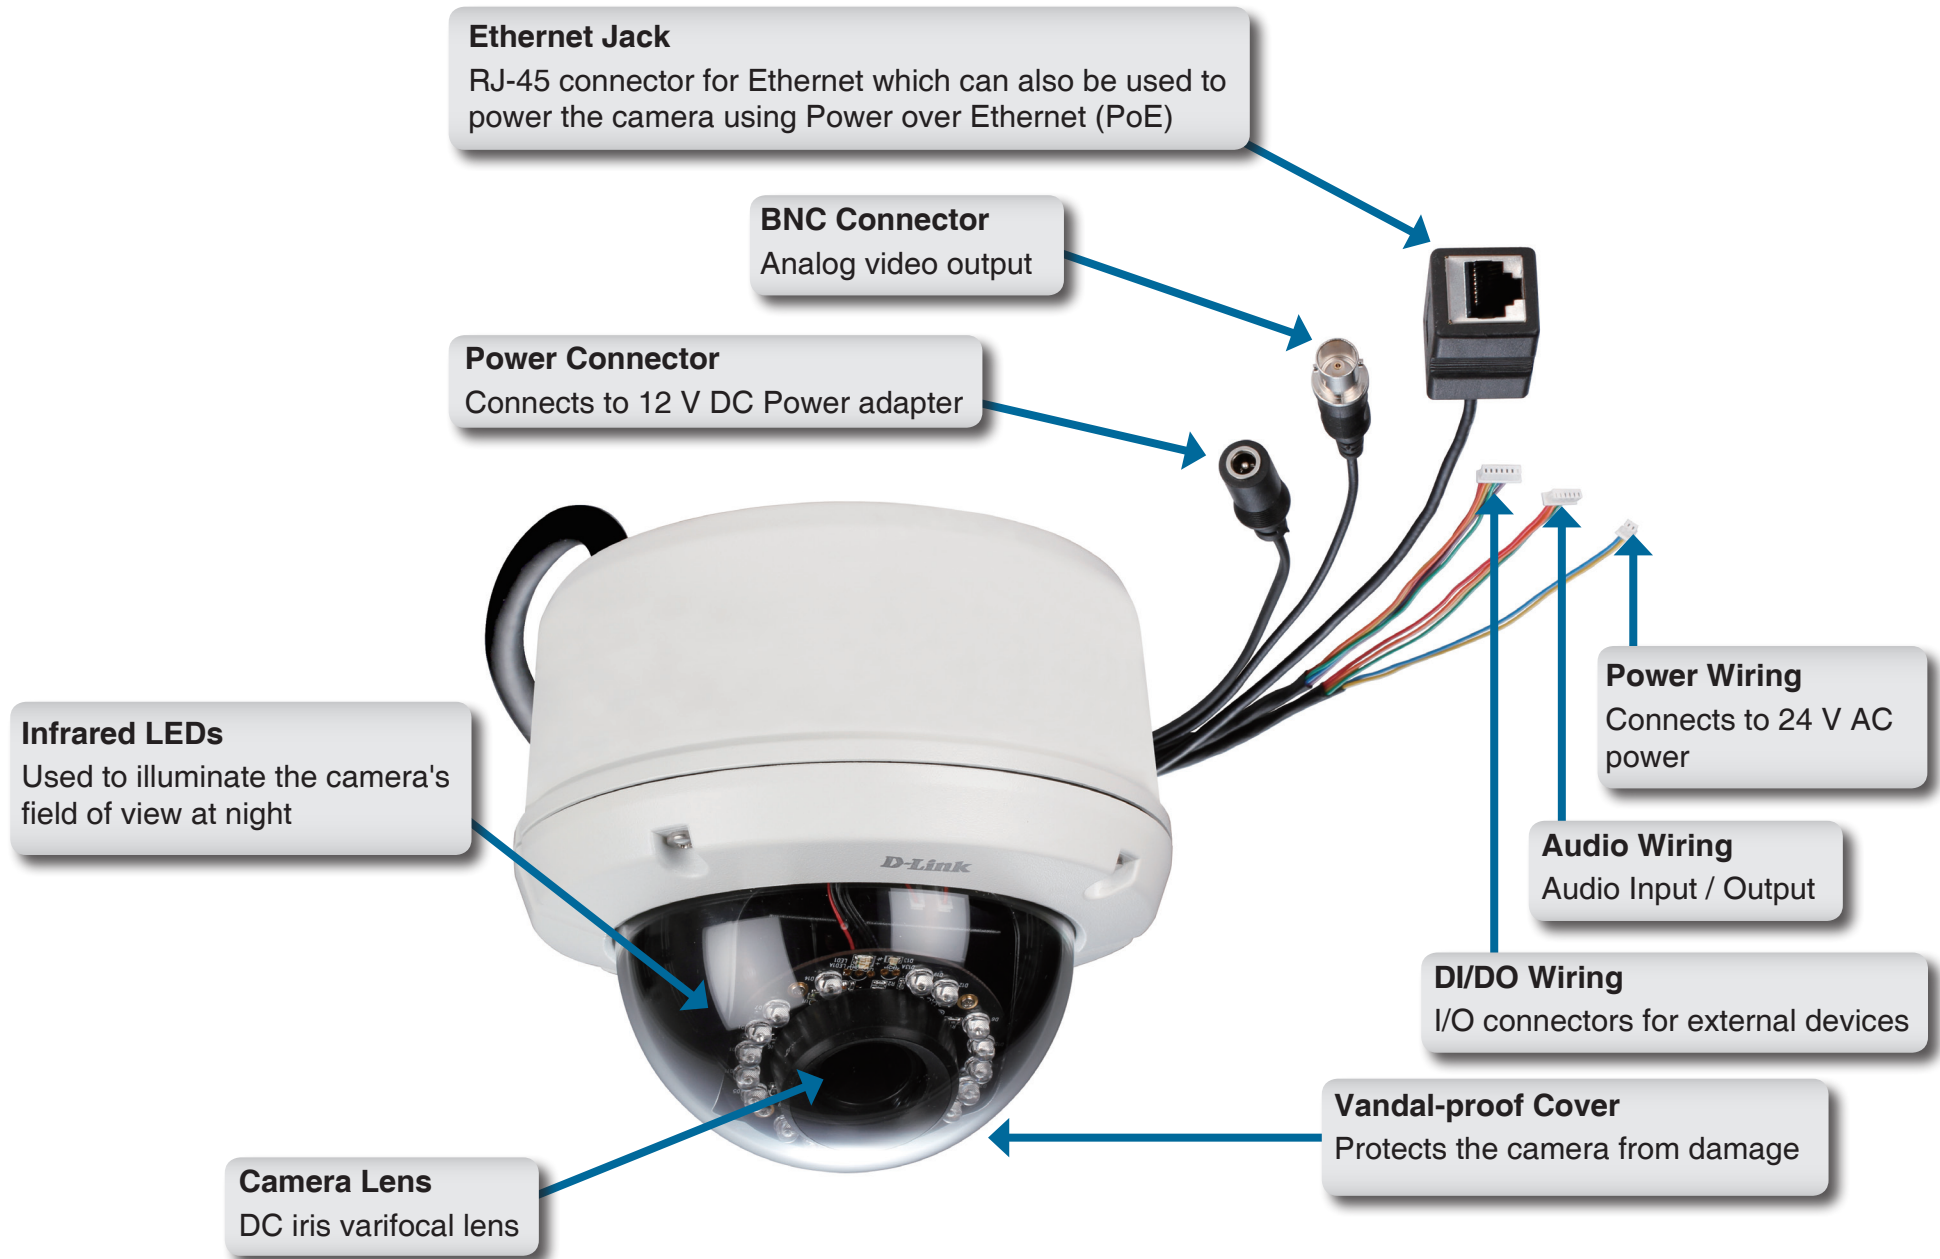 Ethernet Jack
RJ-45 connector for Ethernet which can also be used to
power the camera using Power over Ethernet (PoE)
BNC Connector
Analog video output
Power Connector
Connects to 12 V DC Power adapter
Power Wiring
Connects to 24 V AC
power
Infrared LEDs
Used to illuminate the camera's
field of view at night
Audio Wiring
Audio Input / Output
D-Link
DI/DO Wiring
I/O connectors for external devices
Vandal-proof Cover
Protects the camera from damage
Camera Lens
DC iris varifocal lens